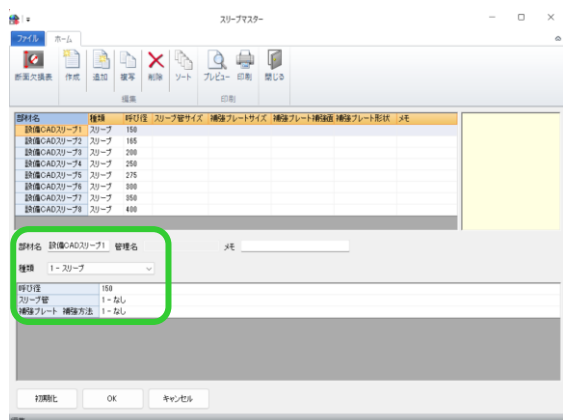 スリーブマスター
ファイル ホーム
断面欠損表 作成 追加 複写 削除 ソート プレビュー 印刷 閉じる
編集 印刷
部材名 種類 呼び径 スリーブ管サイズ 補強プレートサイズ 補強プレート補強面 補強プレート形状 メモ
設備CADスリーブ1 スリーブ 150
設備CADスリーブ2 スリーブ 165
設備CADスリーブ3 スリーブ 200
設備CADスリーブ4 スリーブ 250
設備CADスリーブ5 スリーブ 275
設備CADスリーブ6 スリーブ 300
設備CADスリーブ7 スリーブ 350
設備CADスリーブ8 スリーブ 400
部材名 設備CADスリーブ1 管理名 メモ
種類 1 - スリーブ
呼び径 150
スリーブ管 1 - なし
補強プレート 補強方法 1 - なし
初期化 OK キャンセル